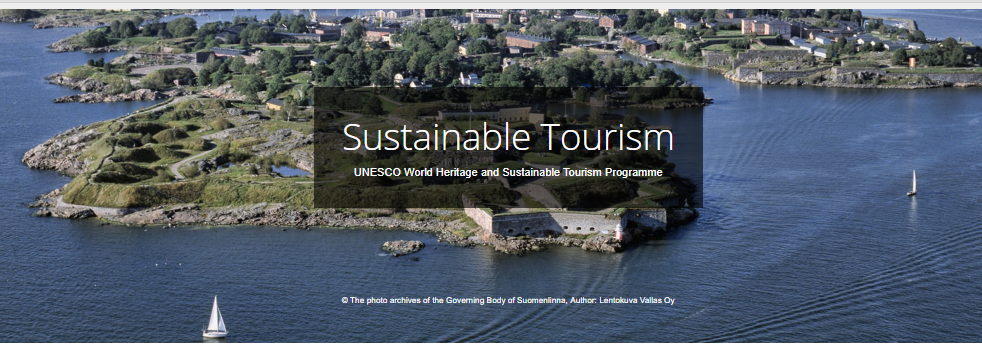 Sustainable Tourism
UNESCO World Heritage and Sustainable Tourism Programme
© The photo archives of the Governing Body of Suomenlinna, Author: Lentokuva Vallas Oy